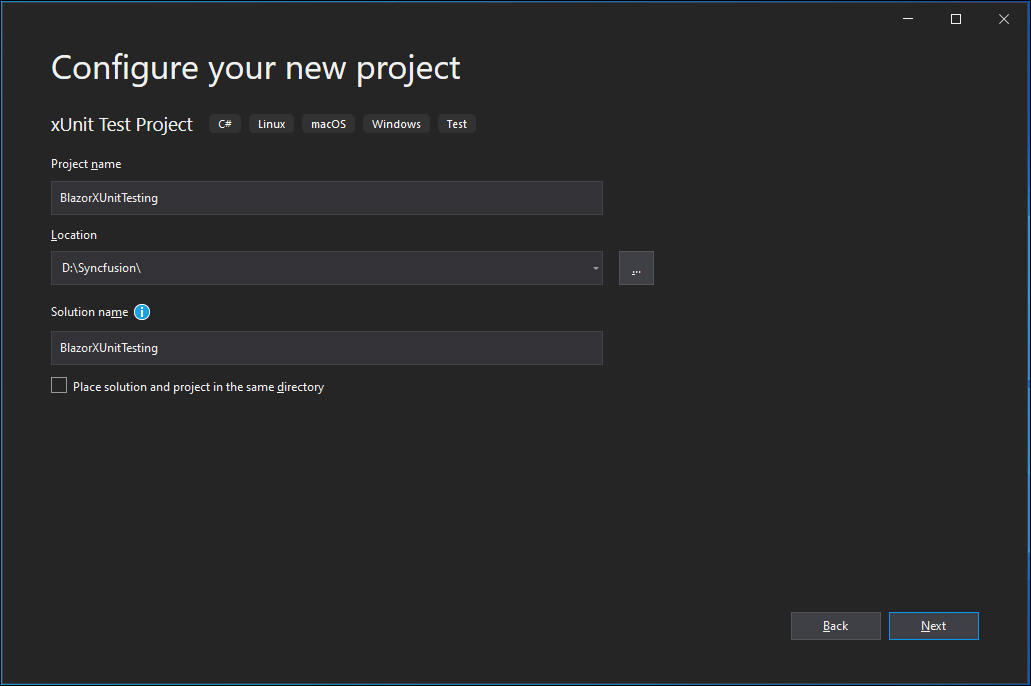 Configure your new project
xUnit Test Project C# Linux macOS Windows Test
Project name
BlazorXUnitTesting
Location
D:\Syncfusion\
...
Solution name i
BlazorXUnitTesting
Place solution and project in the same directory
Back Next